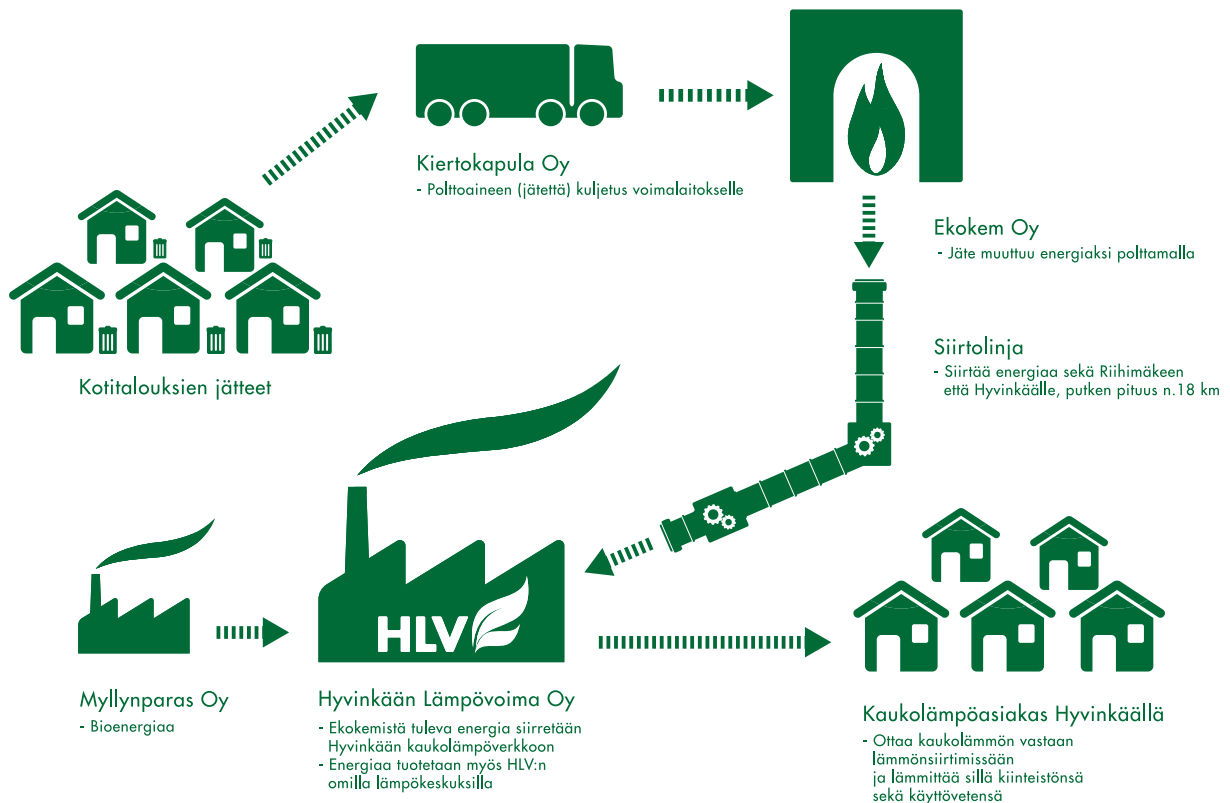 Kiertokapula Oy
- Polttoaineen (jätettä) kuljetus voimalaitokselle
Ekokem Oy
- Jäte muuttuu energiaksi polttamalla
Kotitalouksien jätteet
Siirtolinja
- Siirtää energiaa sekä Riihimäkeen
että Hyvinkäälle, putken pituus n.18 km
HLV
Myllynparas Oy
- Bioenergiaa
Hyvinkään Lämpövoima Oy
- Ekokemistä tuleva energia siirretään
Hyvinkään kaukolämpöverkkoon
- Energiaa tuotetaan myös HLV:n
omilla lämpökeskuksilla
Kaukolämpöasiakas Hyvinkäällä
- Ottaa kaukolämmön vastaan
lämmönsiirtimissään
ja lämmittää sillä kiinteistönsä
sekä käyttövetensä